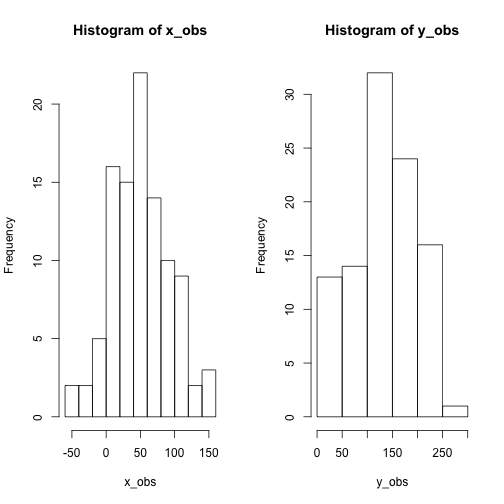 Histogram of x_obs
Histogram of y_obs
Frequency
0
5
10
15
20
-50 0 50 100 150
x_obs
Frequency
0
5
10
15
20
25
30
0 50 150 250
y_obs